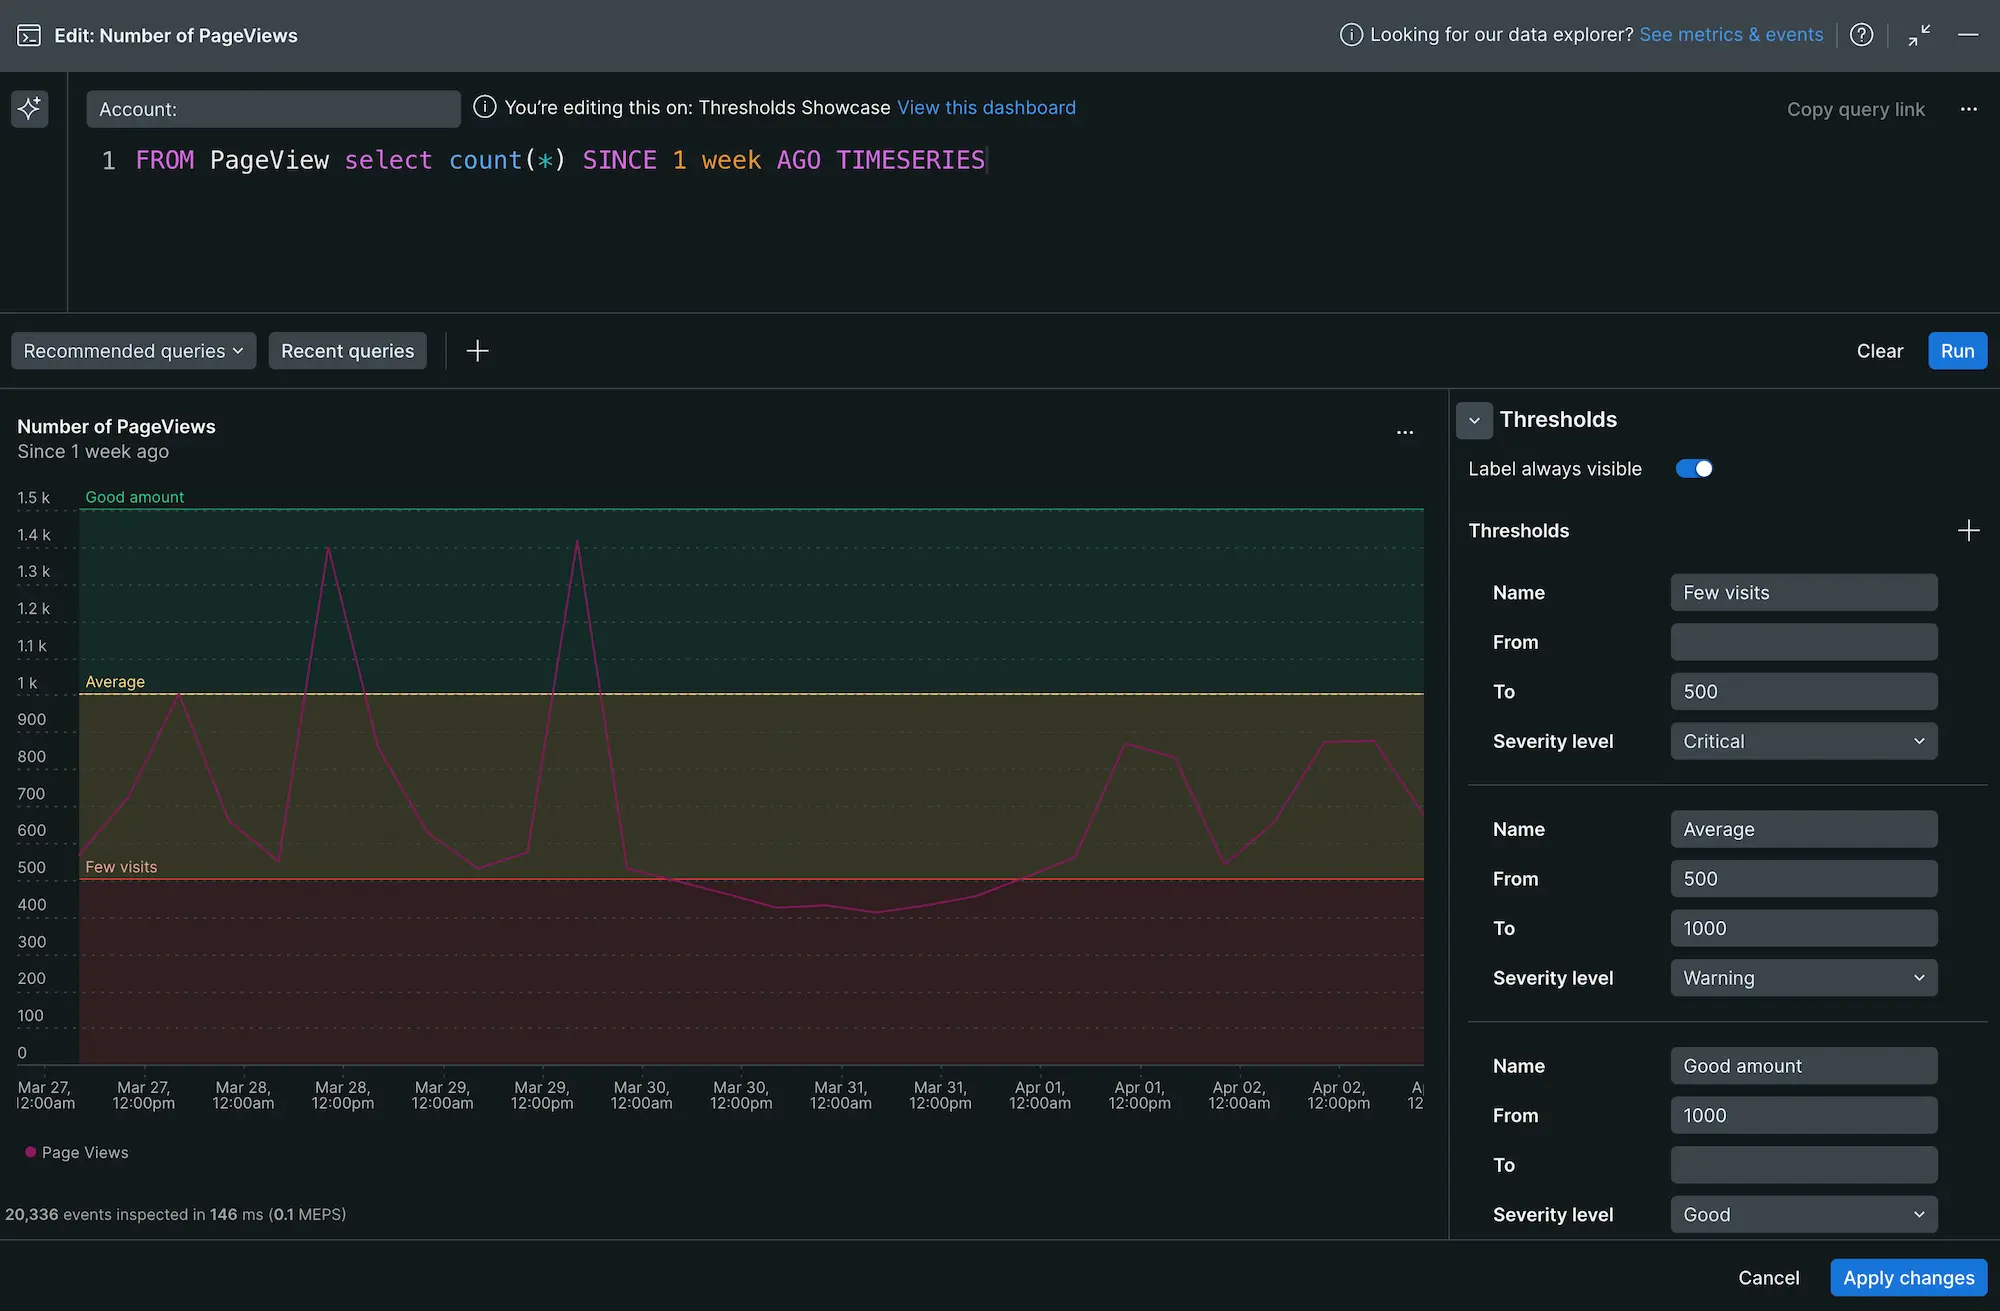 Edit: Number of PageViews
Looking for our data explorer? See metrics & events
Account:
You're editing this on: Thresholds Showcase View this dashboard
Copy query link
1 FROM PageView select count(*) SINCE 1 week AGO TIMESERIES
Recommended queries
Recent queries
Clear
Run
Number of PageViews
Since 1 week ago
1.5 k
1.4 k
1.3 k
1.2 k
1.1 k
1 k
900
800
700
600
500
400
300
200
100
0
Good amount
Average
Few visits
Mar 27, 12:00am
Mar 27, 12:00pm
Mar 28, 12:00am
Mar 28, 12:00pm
Mar 29, 12:00am
Mar 29, 12:00pm
Mar 30, 12:00am
Mar 30, 12:00pm
Mar 31, 12:00am
Mar 31, 12:00pm
Apr 01, 12:00am
Apr 01, 12:00pm
Apr 02, 12:00am
Apr 02, 12:00pm
12
Page Views
20,336 events inspected in 146 ms (0.1 MEPS)
Thresholds
Label always visible
Thresholds
Name Few visits
From
To 500
Severity level Critical
Name Average
From 500
To 1000
Severity level Warning
Name Good amount
From 1000
To
Severity level Good
Cancel
Apply changes